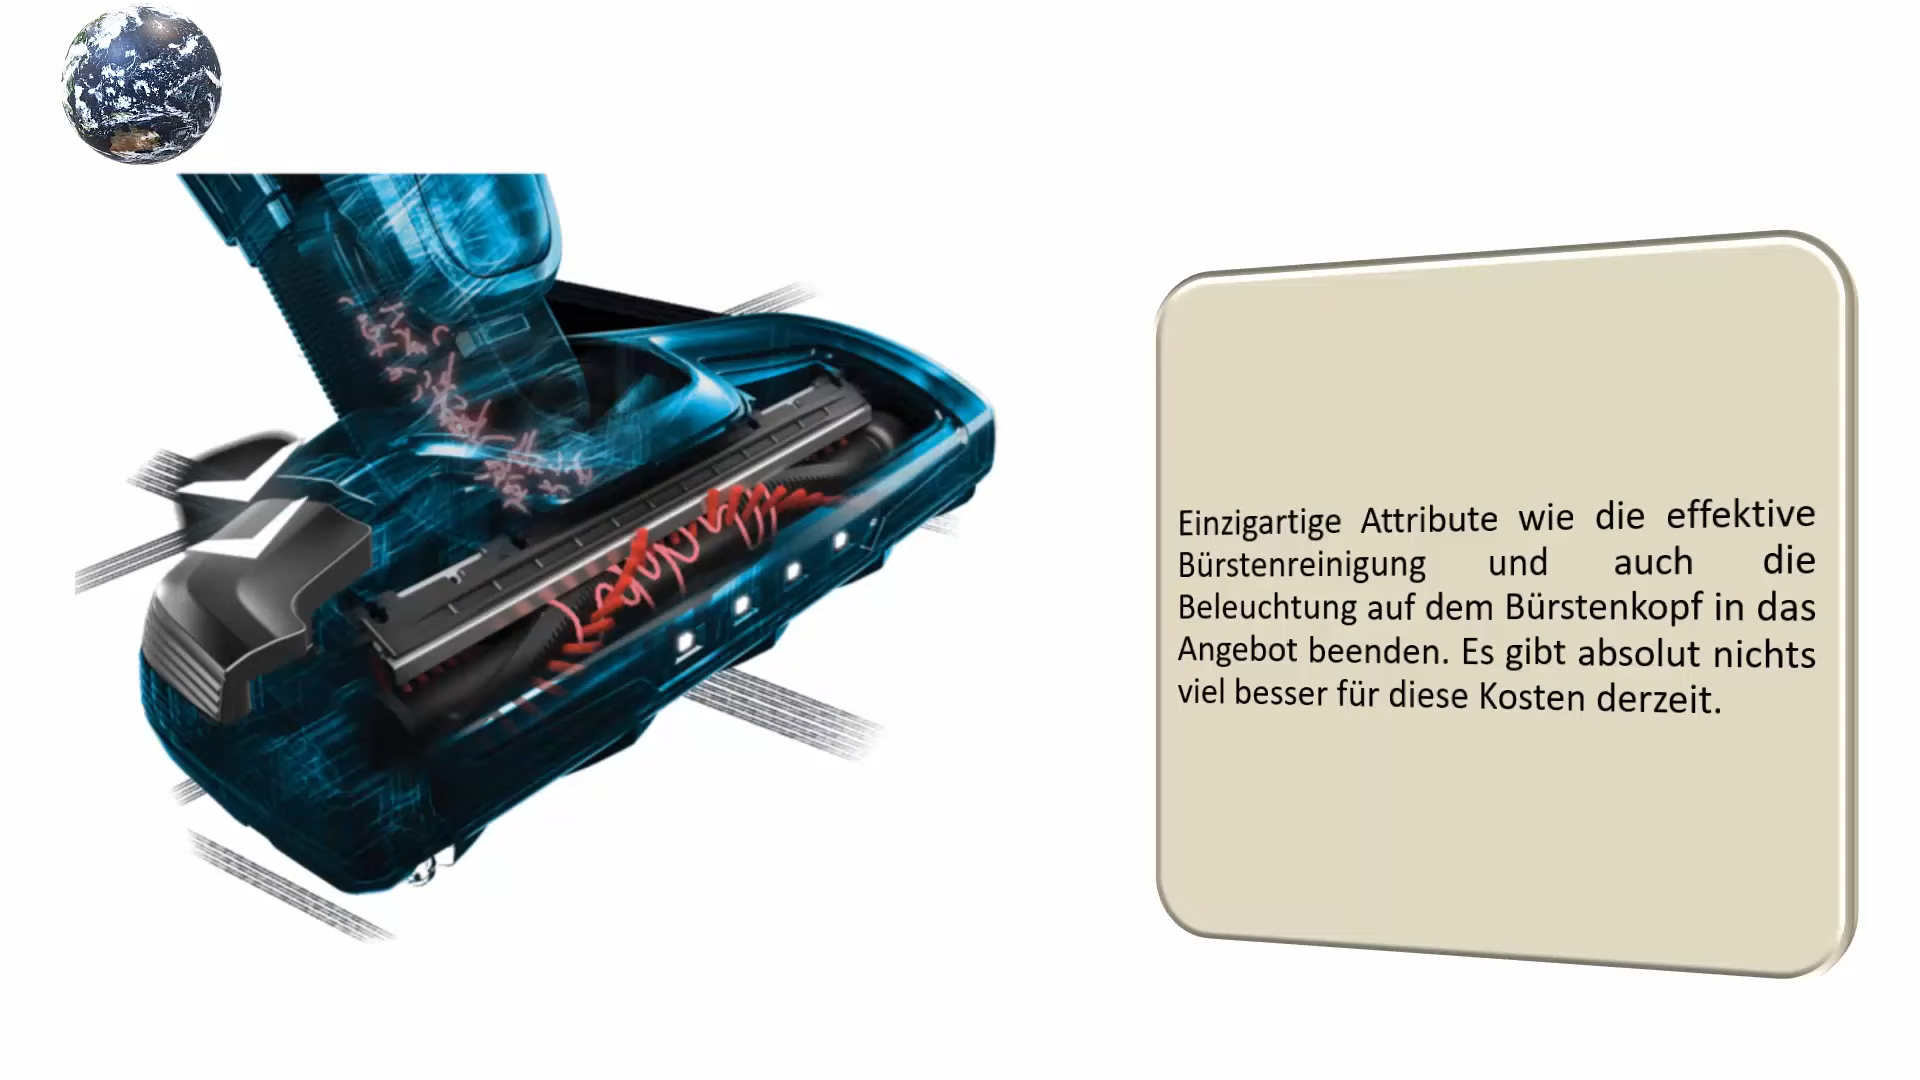 Einzigartige Attribute wie die effektive
Bürstenreinigung und auch die
Beleuchtung auf dem Bürstenkopf in das
Angebot beenden. Es gibt absolut nichts
viel besser für diese Kosten derzeit.